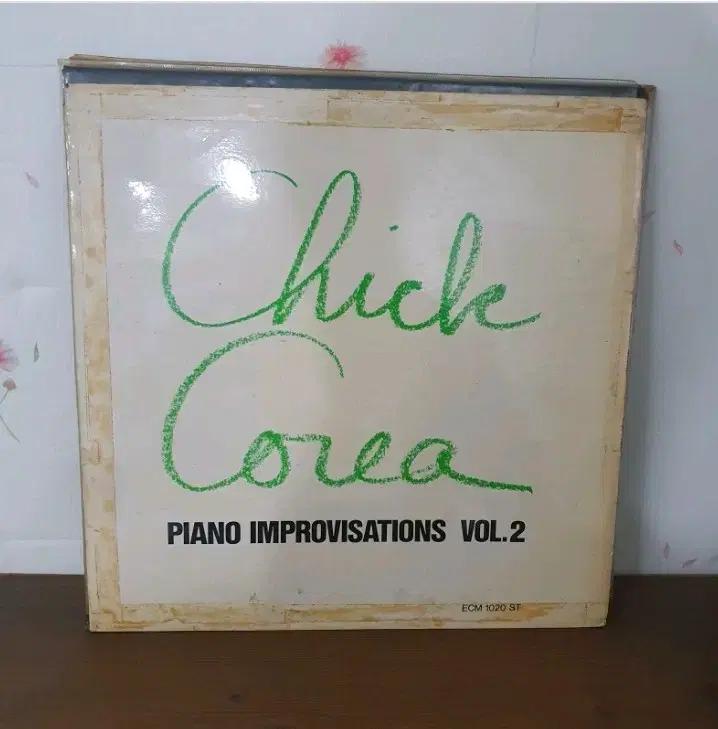 Chick
Corea
PIANO IMPROVISATIONS VOL.2
ECM 1020 ST